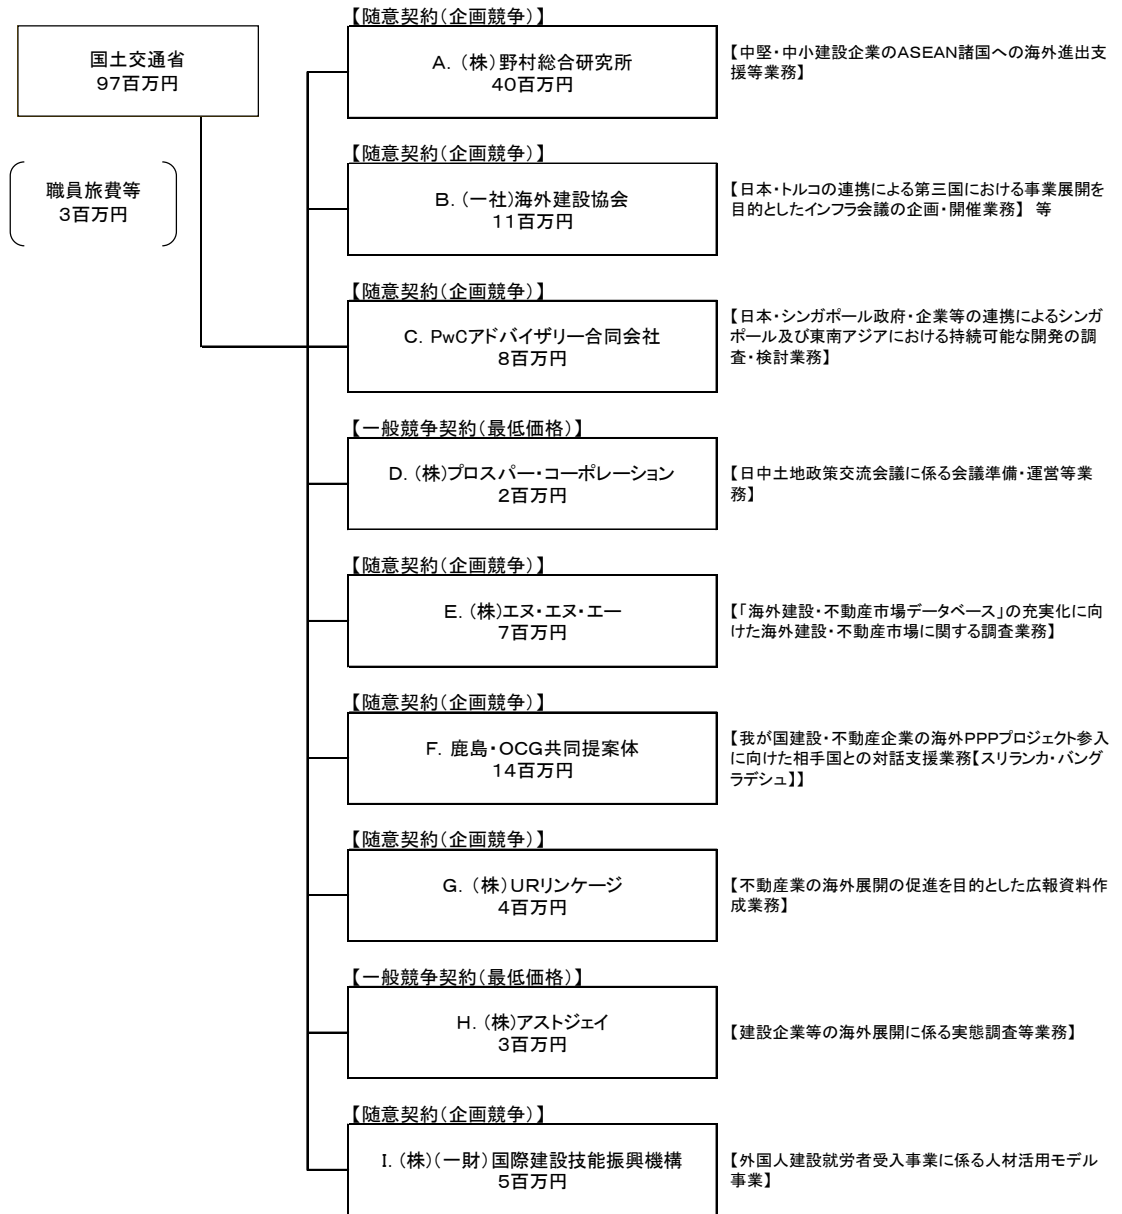 国土交通省
97百万円
職員旅費等
3百万円
【随意契約(企画競争)】
A. (株)野村総合研究所
40百万円
【中堅・中小建設企業のASEAN諸国への海外進出支
援等業務】
【随意契約(企画競争)】
B. (一社)海外建設協会
11百万円
【日本・トルコの連携による第三国における事業展開を
目的としたインフラ会議の企画・開催業務】 等
【随意契約(企画競争)】
C. PwCアドバイザリー合同会社
8百万円
【日本・シンガポール政府・企業等の連携によるシンガ
ポール及び東南アジアにおける持続可能な開発の調
査・検討業務】
【一般競争契約(最低価格)】
D. (株)プロスパー・コーポレーション
2百万円
【日中土地政策交流会議に係る会議準備・運営等業
務】
【随意契約(企画競争)】
E. (株)エヌ・エヌ・エー
7百万円
【「海外建設・不動産市場データベース」の充実化に向
けた海外建設・不動産市場に関する調査業務】
【随意契約(企画競争)】
F. 鹿島・OCG共同提案体
14百万円
【我が国建設・不動産企業の海外PPPプロジェクト参入
に向けた相手国との対話支援業務【スリランカ・バング
ラデシュ】】
【随意契約(企画競争)】
G. (株)URリンケージ
4百万円
【不動産業の海外展開の促進を目的とした広報資料作
成業務】
【一般競争契約(最低価格)】
H. (株)アストジェイ
3百万円
【建設企業等の海外展開に係る実態調査等業務】
【随意契約(企画競争)】
I. (株)(一財)国際建設技能振興機構
5百万円
【外国人建設就労者受入事業に係る人材活用モデル
事業】